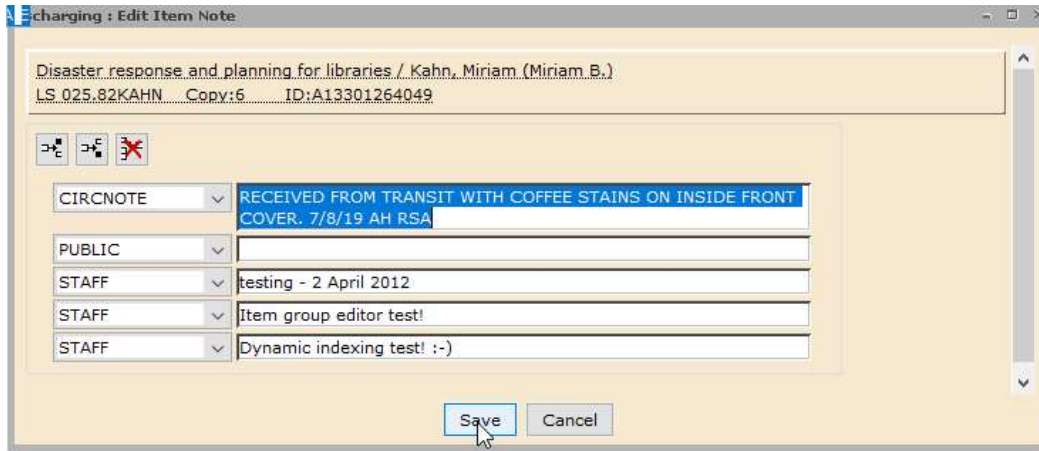 charging : Edit Item Note
Disaster response and planning for libraries / Kahn, Miriam (Miriam B.)
LS 025.82KAHN Copy:6 ID:A13301264049
CIRCNOTE RECEIVED FROM TRANSIT WITH COFFEE STAINS ON INSIDE FRONT
COVER. 7/8/19 AH RSA
PUBLIC
STAFF testing - 2 April 2012
STAFF Item group editor test!
STAFF Dynamic indexing test! :-)
Save Cancel